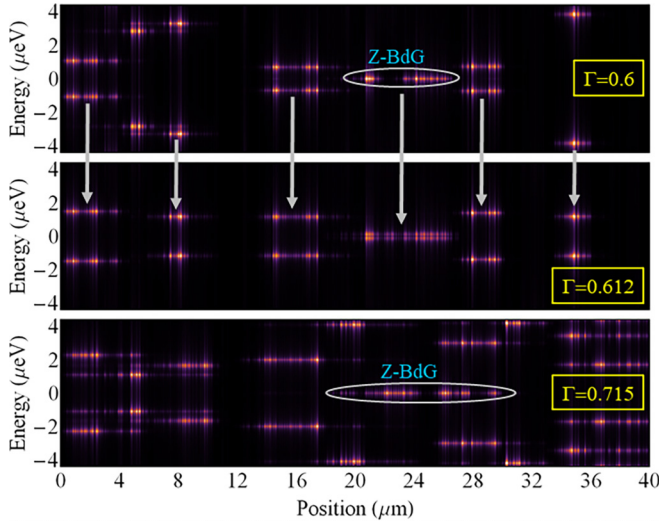 Energy (μeV)
4
2
0
−2
−4
Z-BdG
Γ=0.6
Energy (μeV)
4
2
0
−2
−4
Γ=0.612
Energy (μeV)
4
2
0
−2
−4
Z-BdG
Γ=0.715
0 4 8 12 16 20 24 28 32 36 40
Position (μm)